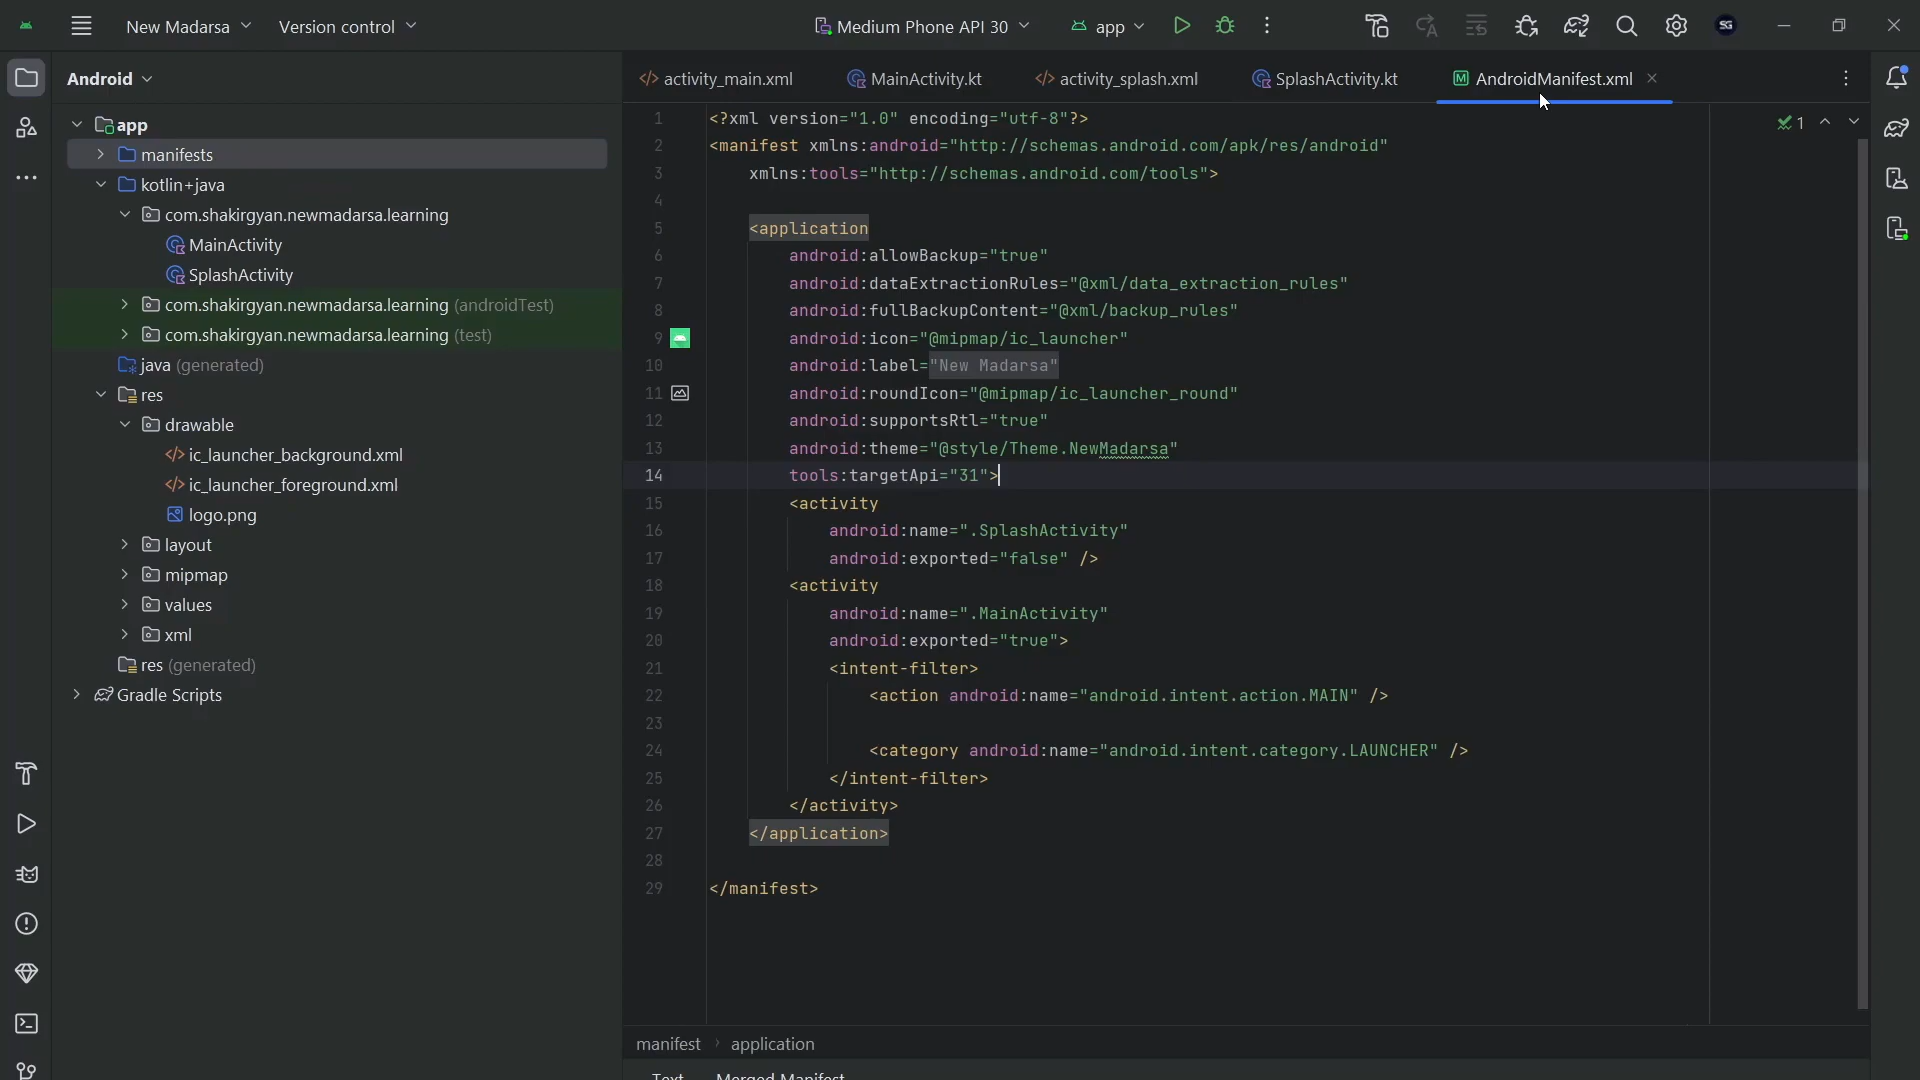 New Madarsa
Version control
Medium Phone API 30
app
SG
Android
app
manifests
kotlin+java
com.shakirgyan.newmadarsa.learning
MainActivity
SplashActivity
com.shakirgyan.newmadarsa.learning (androidTest)
com.shakirgyan.newmadarsa.learning (test)
java (generated)
res
drawable
ic_launcher_background.xml
ic_launcher_foreground.xml
logo.png
layout
mipmap
values
xml
res (generated)
Gradle Scripts
activity_main.xml
MainActivity.kt
activity_splash.xml
SplashActivity.kt
AndroidManifest.xml
1
1 <?xml version="1.0" encoding="utf-8"?>
2 <manifest xmlns:android="http://schemas.android.com/apk/res/android"
3 xmlns:tools="http://schemas.android.com/tools">
4
5 <application
6 android:allowBackup="true"
7 android:dataExtractionRules="@xml/data_extraction_rules"
8 android:fullBackupContent="@xml/backup_rules"
9 android:icon="@mipmap/ic_launcher"
10 android:label="New Madarsa"
11 android:roundIcon="@mipmap/ic_launcher_round"
12 android:supportsRtl="true"
13 android:theme="@style/Theme.NewMadarsa"
14 tools:targetApi="31">
15 <activity
16 android:name=".SplashActivity"
17 android:exported="false" />
18 <activity
19 android:name=".MainActivity"
20 android:exported="true">
21 <intent-filter>
22 <action android:name="android.intent.action.MAIN" />
23
24 <category android:name="android.intent.category.LAUNCHER" />
25 </intent-filter>
26 </activity>
27 </application>
28
29 </manifest>
manifest › application
Text
Merged Manifest